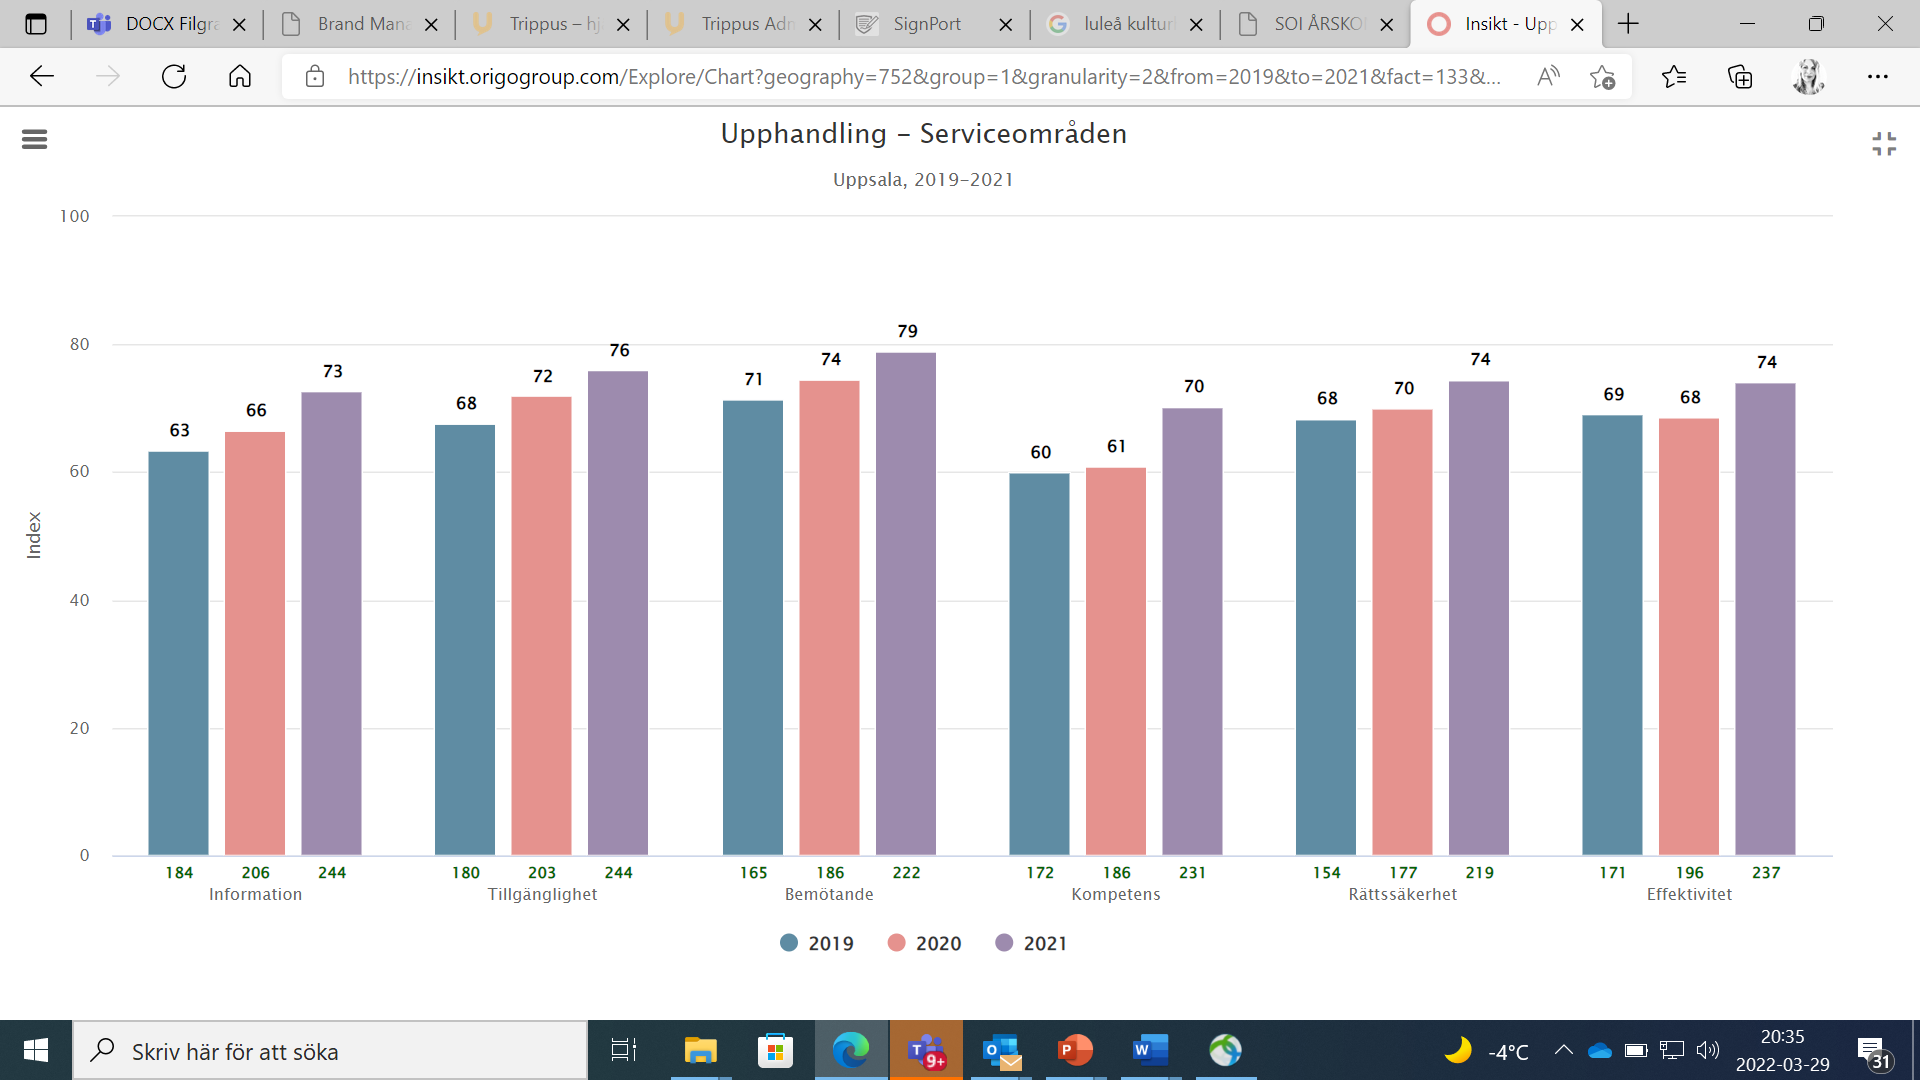 DOCX Filgra
Brand Mana
Trippus – hj
Trippus Adm
SignPort
luleå kultur
SOI ÅRSKO
Insikt - Upp
https://insikt.origogroup.com/Explore/Chart?geography=752&group=1&granularity=2&from=2019&to=2021&fact=133&...
Upphandling – Serviceområden
Uppsala, 2019–2021
Index
100
80
60
40
20
0
63 66 73
68 72 76
71 74 79
60 61 70
68 70 74
69 68 74
184 206 244
180 203 244
165 186 222
172 186 231
154 177 219
171 196 237
Information
Tillgänglighet
Bemötande
Kompetens
Rättssäkerhet
Effektivitet
2019 2020 2021
Skriv här för att söka
9+
-4°C
20:35
2022-03-29
31